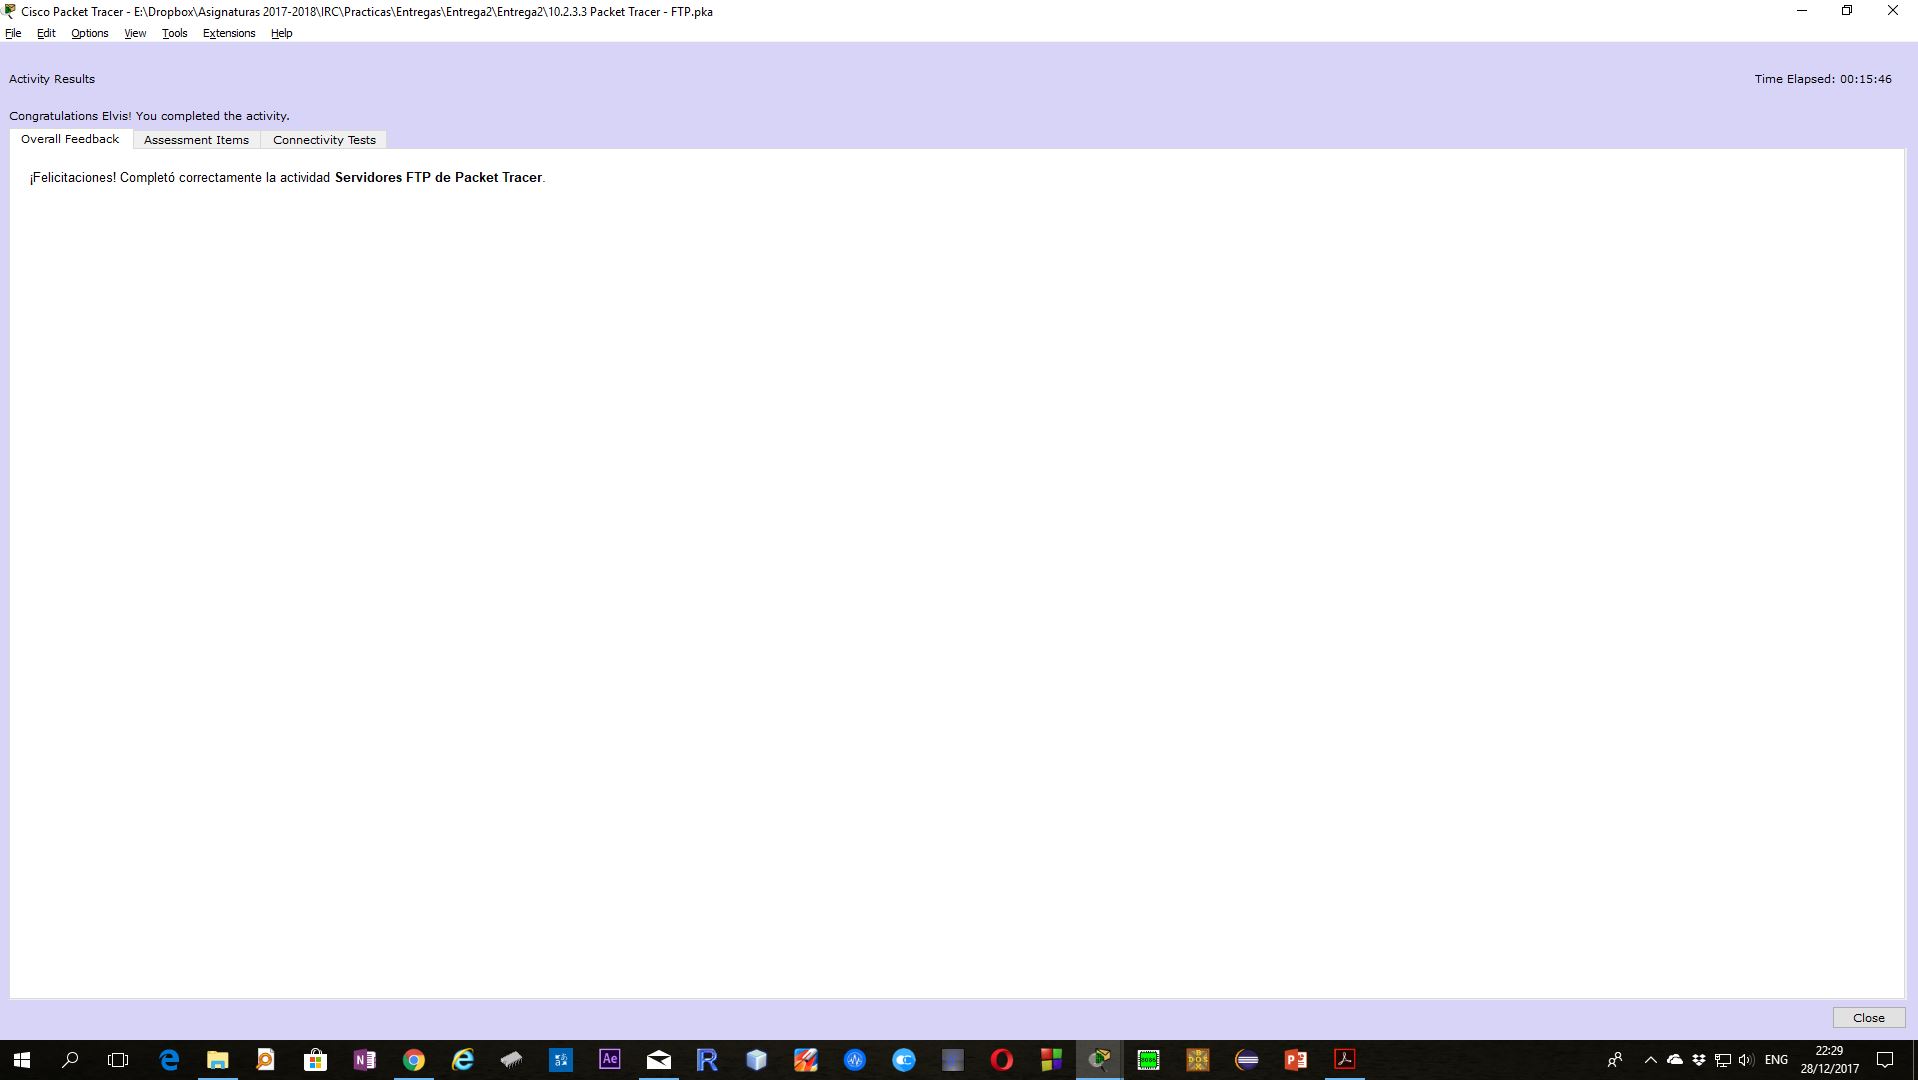 Cisco Packet Tracer - E:\Dropbox\Asignaturas 2017-2018\IRC\Practicas\Entregas\Entrega2\Entrega2\10.2.3.3 Packet Tracer - FTP.pka
File Edit Options View Tools Extensions Help
Activity Results Time Elapsed: 00:15:46
Congratulations Elvis! You completed the activity.
Overall Feedback Assessment Items Connectivity Tests
¡Felicitaciones! Completó correctamente la actividad Servidores FTP de Packet Tracer.
Close
ENG
22:29
28/12/2017